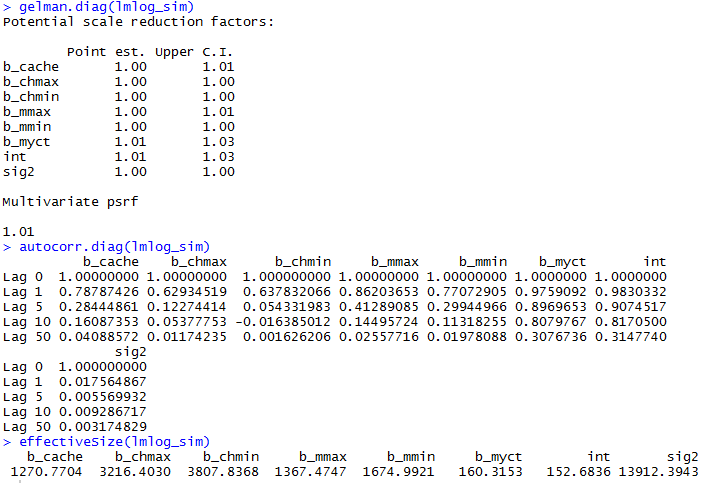 > gelman.diag(lmlog_sim)
Potential scale reduction factors:
        Point est. Upper C.I.
b_cache       1.00       1.01
b_chmax       1.00       1.00
b_chmin       1.00       1.00
b_mmax        1.00       1.01
b_mmin        1.00       1.00
b_myct        1.01       1.03
int           1.01       1.03
sig2          1.00       1.00
Multivariate psrf
1.01
> autocorr.diag(lmlog_sim)
          b_cache    b_chmax      b_chmin     b_mmax     b_mmin    b_myct       int
Lag 0  1.00000000 1.00000000  1.000000000 1.00000000 1.00000000 1.0000000 1.0000000
Lag 1  0.78787426 0.62934519  0.637832066 0.86203653 0.77072905 0.9759092 0.9830332
Lag 5  0.28444861 0.12274414  0.054331983 0.41289085 0.29944966 0.8969653 0.9074517
Lag 10 0.16087353 0.05377753 -0.016385012 0.14495724 0.11318255 0.8079767 0.8170500
Lag 50 0.04088572 0.01174235  0.001626206 0.02557716 0.01978088 0.3076736 0.3147740
              sig2
Lag 0  1.000000000
Lag 1  0.017564867
Lag 5  0.005569932
Lag 10 0.009286717
Lag 50 0.003174829
> effectiveSize(lmlog_sim)
   b_cache    b_chmax    b_chmin     b_mmax     b_mmin     b_myct        int       sig2
 1270.7704  3216.4030  3807.8368  1367.4747  1674.9921   160.3153   152.6836 13912.3943